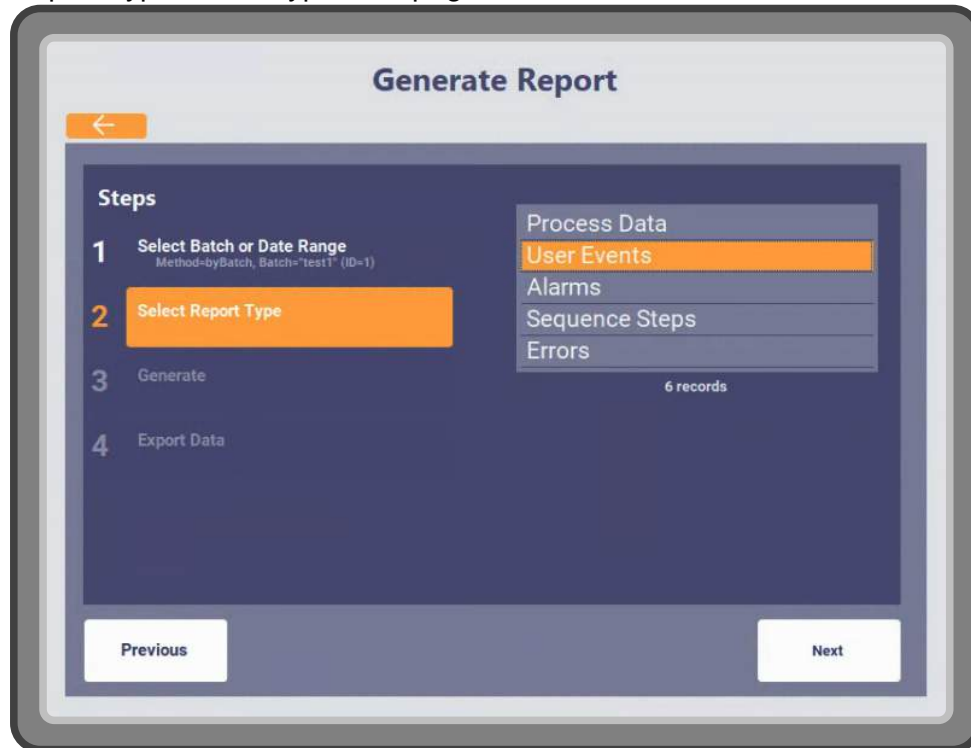 Generate Report
Steps
1 Select Batch or Date Range
Method=byBatch, Batch="test1" (ID=1)
2 Select Report Type
3 Generate
4 Export Data
Process Data
User Events
Alarms
Sequence Steps
Errors
6 records
Previous
Next